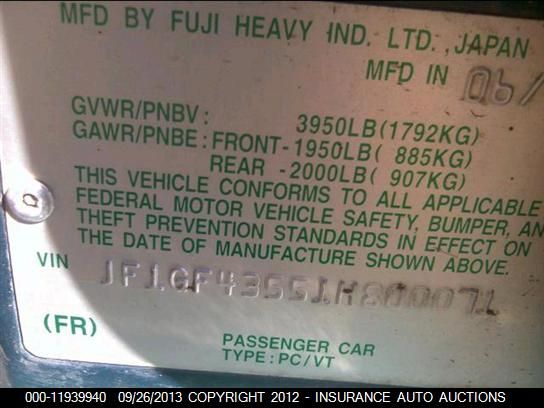 MFD BY FUJI HEAVY IND. LTD., JAPAN
MFD IN 06/
GVWR/PNBV: 3950LB(1792KG)
GAWR/PNBE: FRONT-1950LB( 885KG)
REAR -2000LB( 907KG)
THIS VEHICLE CONFORMS TO ALL APPLICABLE
FEDERAL MOTOR VEHICLE SAFETY, BUMPER, AN
THEFT PREVENTION STANDARDS IN EFFECT ON
THE DATE OF MANUFACTURE SHOWN ABOVE.
VIN JF1GF43551H800071
(FR) PASSENGER CAR
TYPE: PC/VT
000-11939940 09/26/2013 COPYRIGHT 2012 - INSURANCE AUTO AUCTIONS